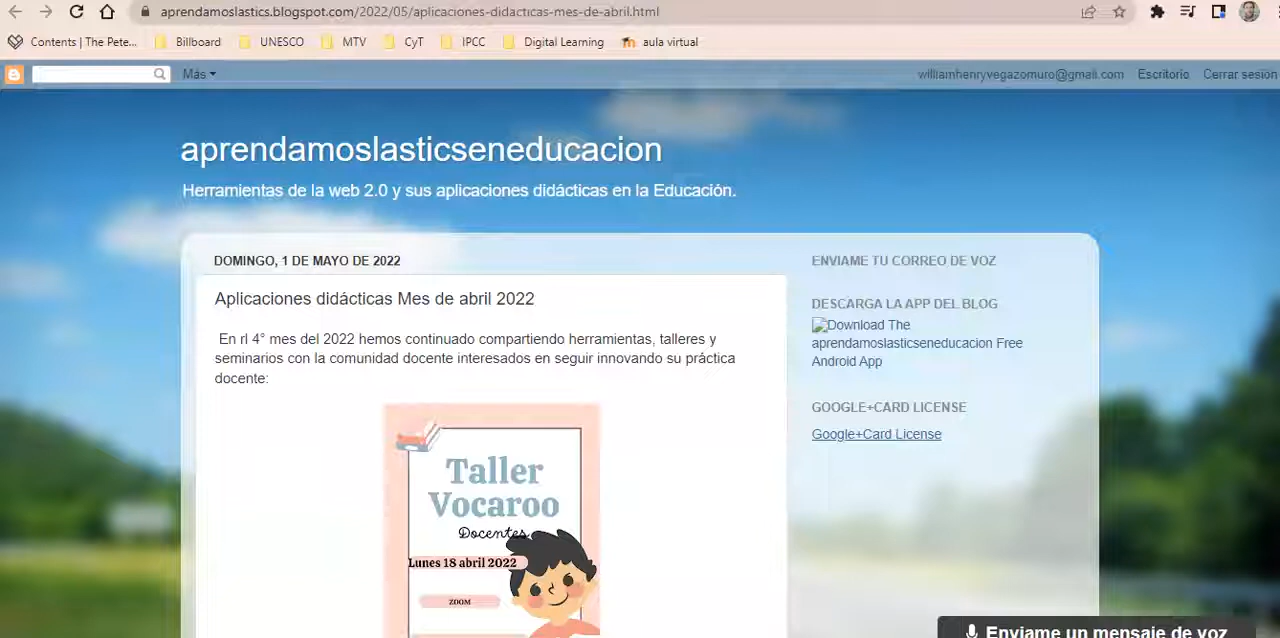 aprendamoslastics.blogspot.com/2022/05/aplicaciones-didacticas-mes-de-abril.html
Contents | The Pete... Billboard UNESCO MTV CyT IPCC Digital Learning aula virtual
Más williamhenryvegazomuro@gmail.com Escritorio Cerrar sesión
aprendamoslasticseneducacion
Herramientas de la web 2.0 y sus aplicaciones didácticas en la Educación.
DOMINGO, 1 DE MAYO DE 2022
Aplicaciones didácticas Mes de abril 2022
En rl 4° mes del 2022 hemos continuado compartiendo herramientas, talleres y
seminarios con la comunidad docente interesados en seguir innovando su práctica
docente:
Taller
Vocaroo
Docentes
Lunes 18 abril 2022
ZOOM
ENVIAME TU CORREO DE VOZ
DESCARGA LA APP DEL BLOG
Download The
aprendamoslasticseneducacion Free
Android App
GOOGLE+CARD LICENSE
Google+Card License
Enviame un mensaje de voz